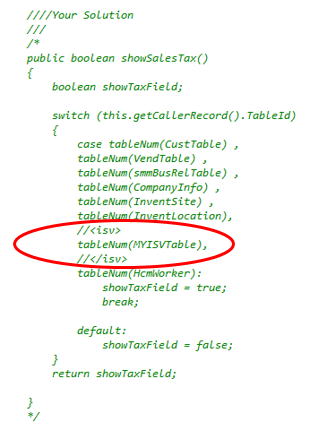 ////Your Solution
///
/*
public boolean showSalesTax()
{
boolean showTaxField;
switch (this.getCallerRecord().TableId)
{
case tableNum(CustTable) ,
tableNum(VendTable) ,
tableNum(smmBusRelTable) ,
tableNum(CompanyInfo) ,
tableNum(InventSite) ,
tableNum(InventLocation),
//<isv>
tableNum(MYISVTable),
//</isv>
tableNum(HcmWorker):
showTaxField = true;
break;
default:
showTaxField = false;
}
return showTaxField;
}
*/